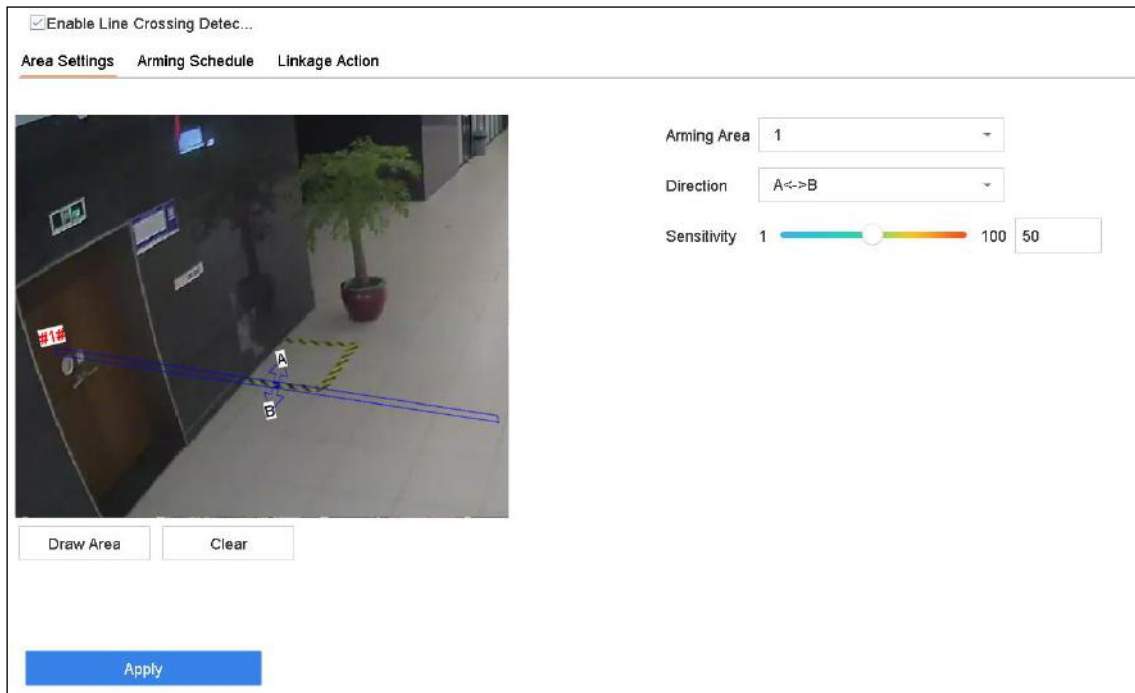 Enable Line Crossing Detec...
Area Settings Arming Schedule Linkage Action
Arming Area 1
Direction A<->B
Sensitivity 1 100 50
#1#
A
B
Draw Area Clear
Apply